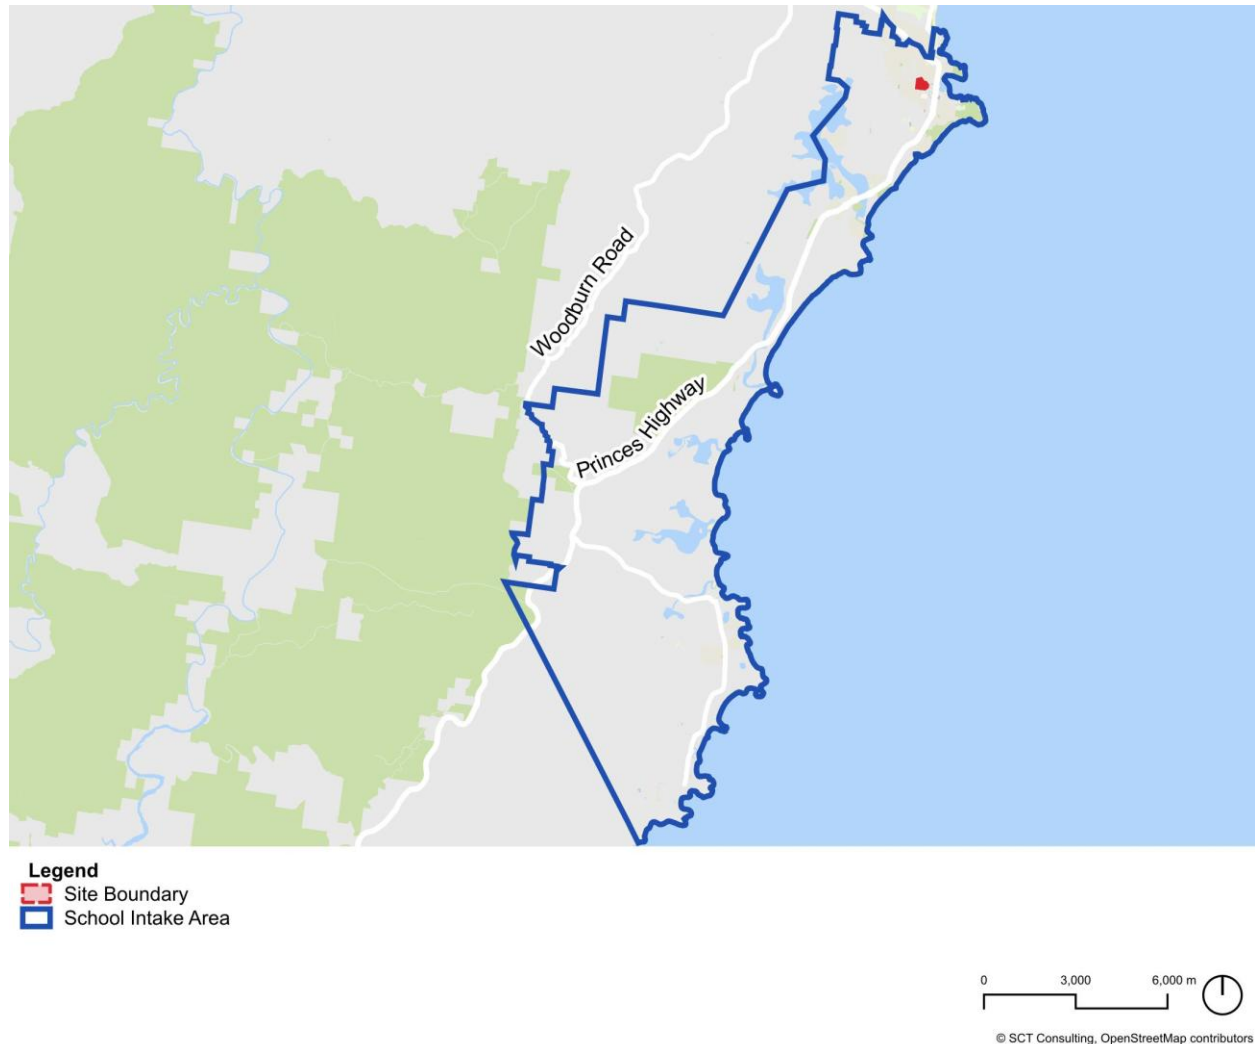 Woodburn Road
Princes Highway
Legend
Site Boundary
School Intake Area
0 3,000 6,000 m
© SCT Consulting, OpenStreetMap contributors